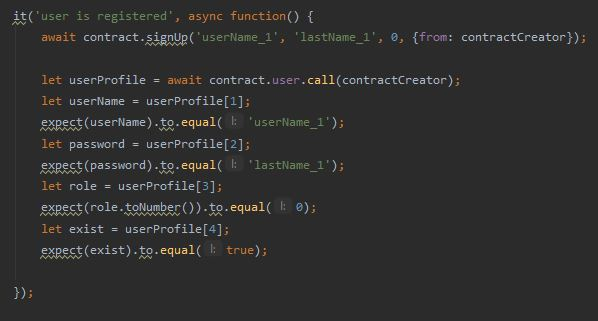 it('user is registered', async function() {
await contract.signUp('userName_1', 'lastName_1', 0, {from: contractCreator});
let userProfile = await contract.user.call(contractCreator);
let userName = userProfile[1];
expect(userName).to.equal( l: 'userName_1');
let password = userProfile[2];
expect(password).to.equal( l: 'lastName_1');
let role = userProfile[3];
expect(role.toNumber()).to.equal( l: 0);
let exist = userProfile[4];
expect(exist).to.equal( l: true);
});